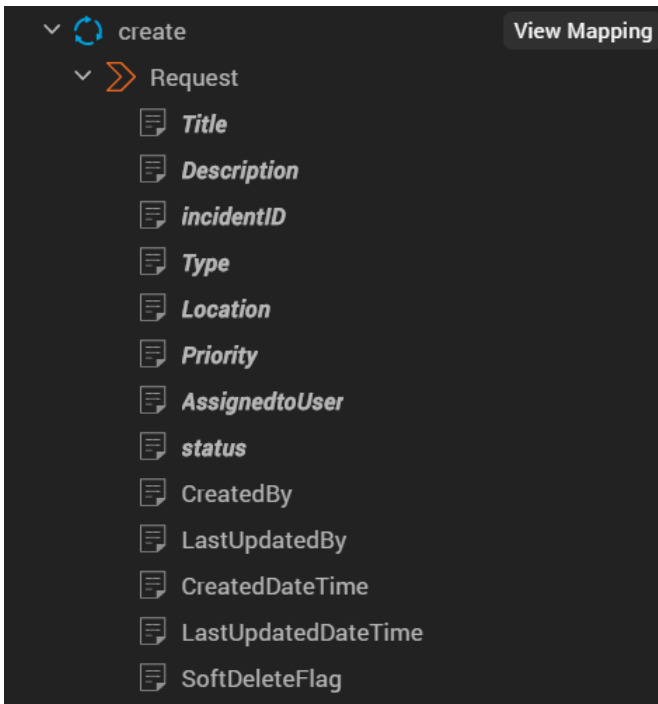 create View Mapping
Request
Title
Description
incidentID
Type
Location
Priority
AssignedtoUser
status
CreatedBy
LastUpdatedBy
CreatedDateTime
LastUpdatedDateTime
SoftDeleteFlag